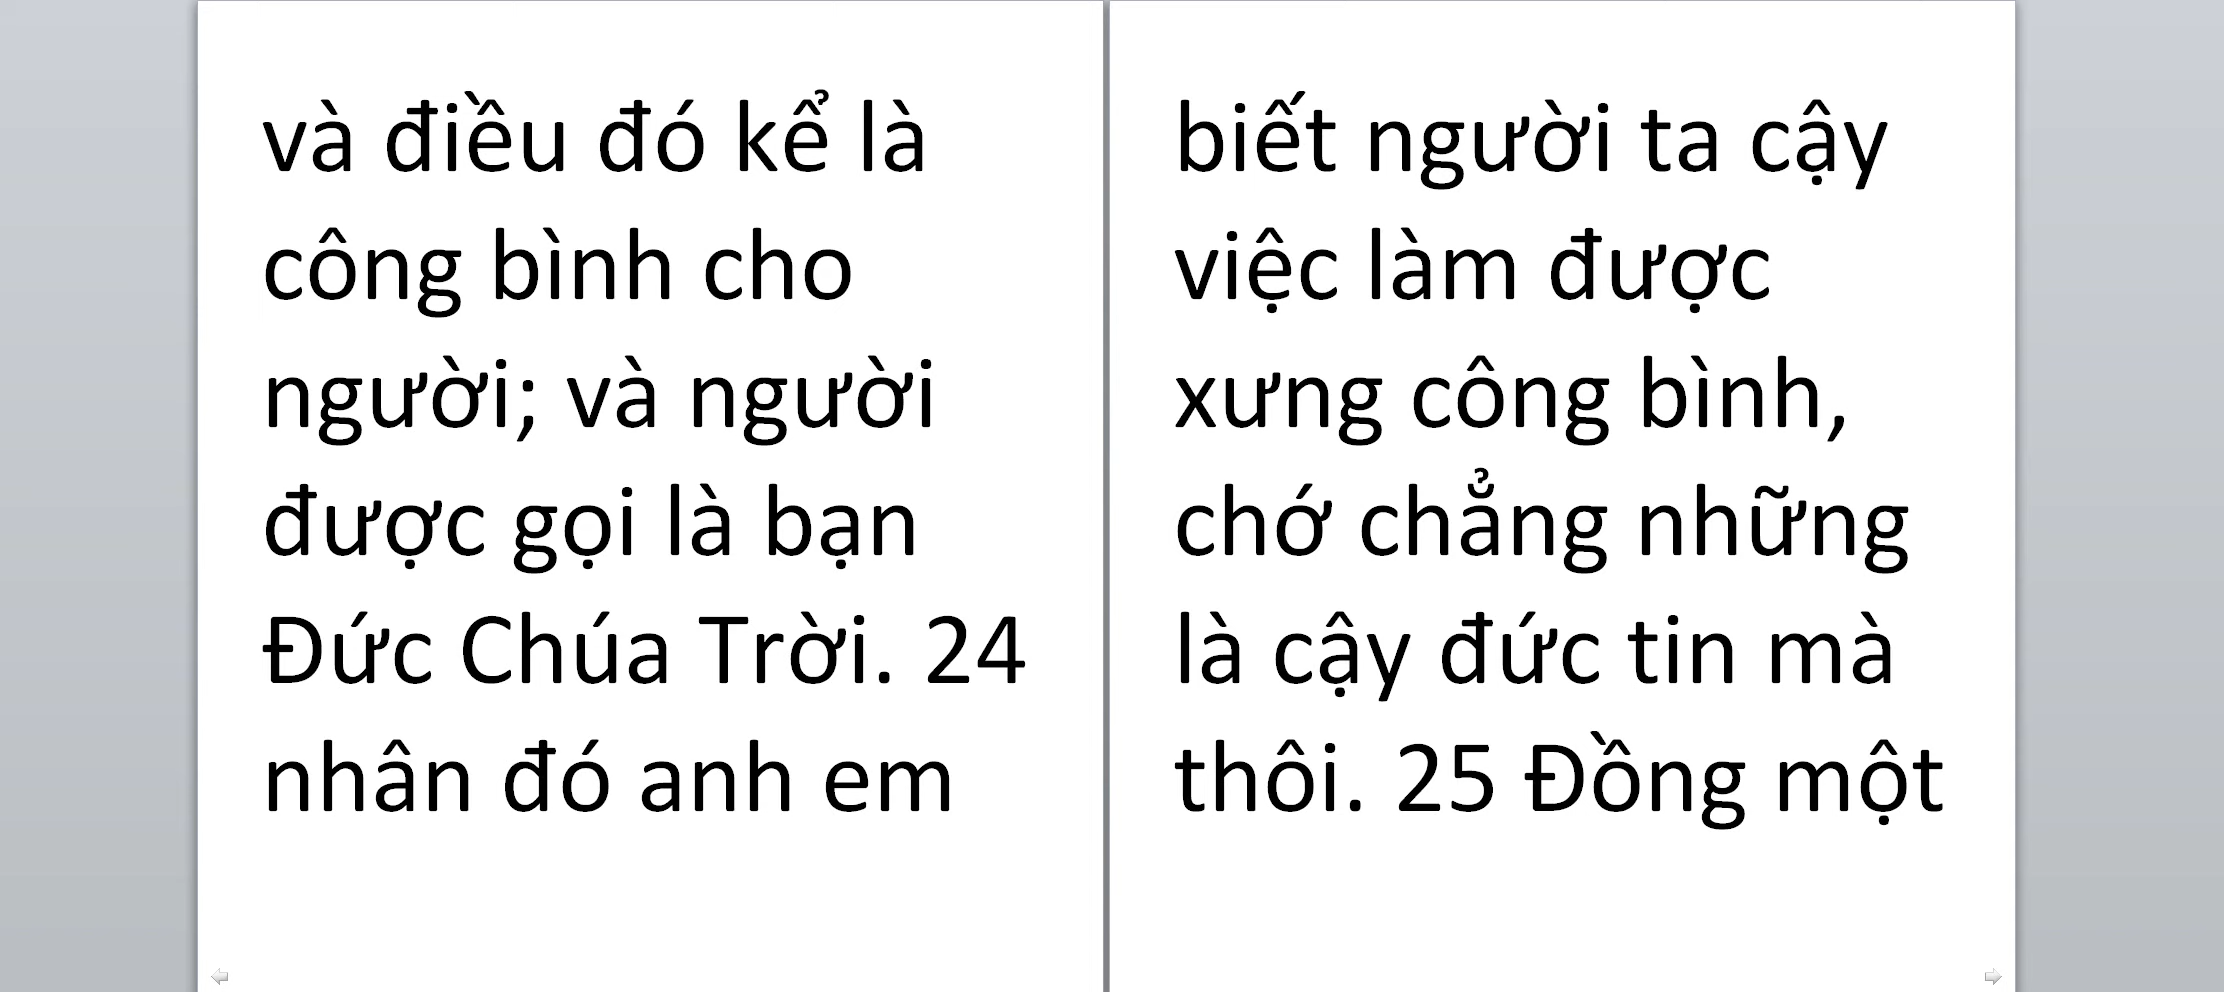 và điều đó kể là
công bình cho
người; và người
được gọi là bạn
Đức Chúa Trời. 24
nhân đó anh em
biết người ta cậy
việc làm được
xưng công bình,
chớ chẳng những
là cậy đức tin mà
thôi. 25 Đồng một